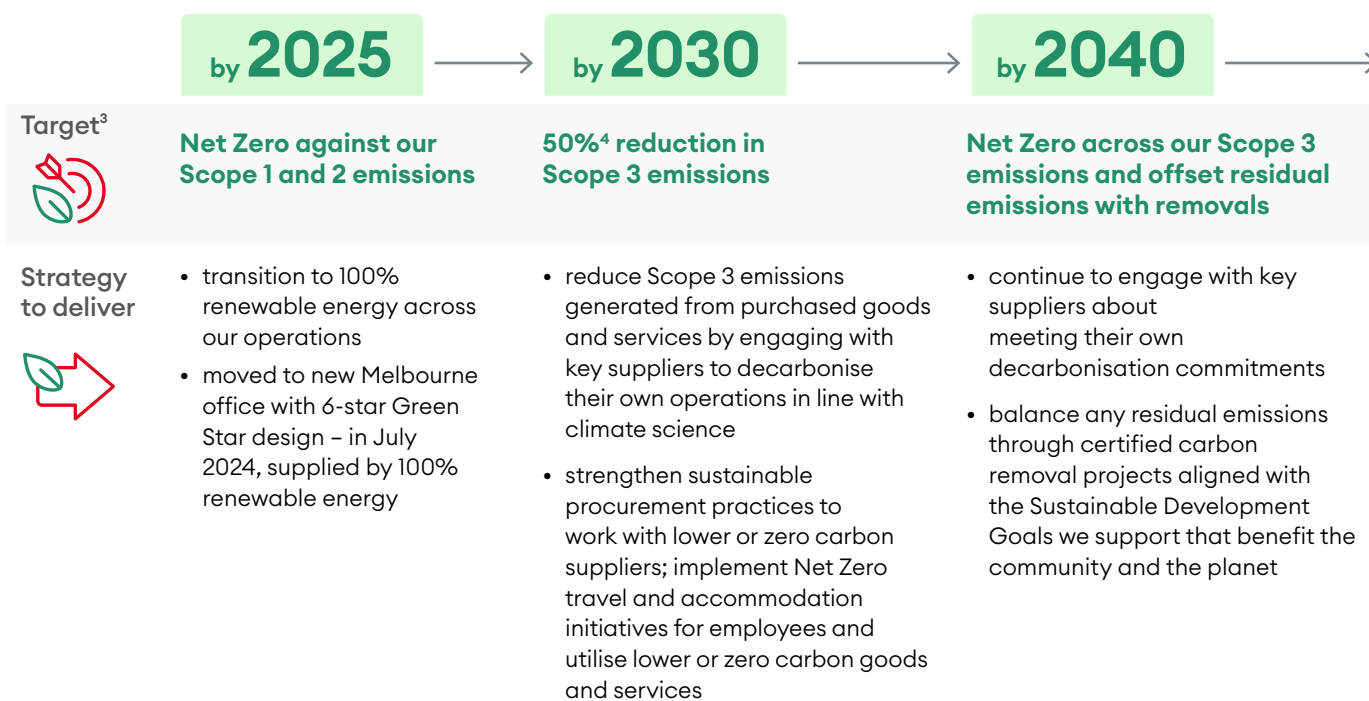 by 2025
by 2030
by 2040
Target³
Net Zero against our
Scope 1 and 2 emissions
50%⁴ reduction in
Scope 3 emissions
Net Zero across our Scope 3
emissions and offset residual
emissions with removals
Strategy
to deliver
• transition to 100%
renewable energy across
our operations
• moved to new Melbourne
office with 6-star Green
Star design – in July
2024, supplied by 100%
renewable energy
• reduce Scope 3 emissions
generated from purchased goods
and services by engaging with
key suppliers to decarbonise
their own operations in line with
climate science
• strengthen sustainable
procurement practices to
work with lower or zero carbon
suppliers; implement Net Zero
travel and accommodation
initiatives for employees and
utilise lower or zero carbon goods
and services
• continue to engage with key
suppliers about
meeting their own
decarbonisation commitments
• balance any residual emissions
through certified carbon
removal projects aligned with
the Sustainable Development
Goals we support that benefit the
community and the planet